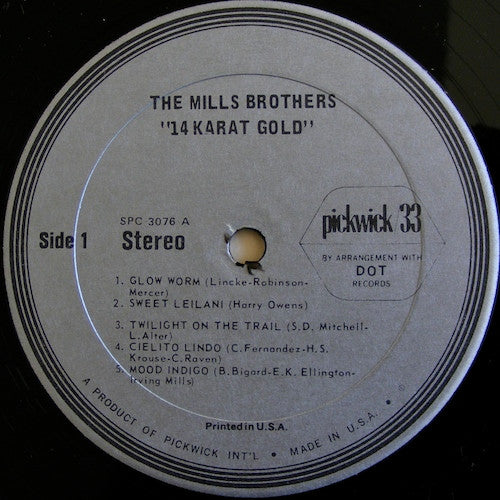 THE MILLS BROTHERS
"14 KARAT GOLD"
SPC 3076 A
Side 1 Stereo
pickwick 33
BY ARRANGEMENT WITH
DOT
RECORDS
1. GLOW WORM (Lincke-Robinson-
Mercer)
2. SWEET LEILANI (Harry Owens)
3. TWILIGHT ON THE TRAIL (S.D. Mitchell-
L.Alter)
4. CIELITO LINDO (C. Fernandez-H.S.
Krouse-C.Raven)
5. MOOD INDIGO (B.Bigard-E.K. Ellington-
Irving Mills)
Printed in U.S.A.
A PRODUCT OF PICKWICK INT'L • MADE IN U.S.A. •